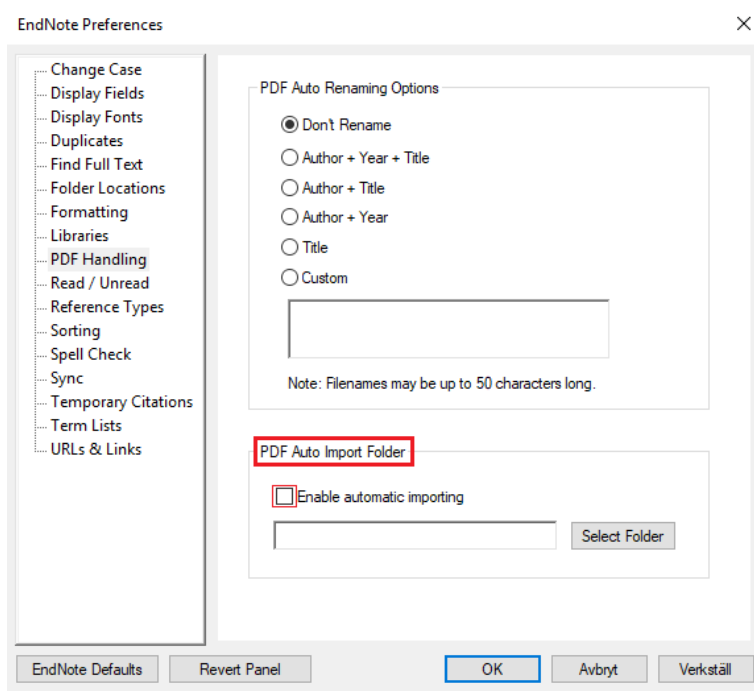 EndNote Preferences
Change Case
Display Fields
Display Fonts
Duplicates
Find Full Text
Folder Locations
Formatting
Libraries
PDF Handling
Read / Unread
Reference Types
Sorting
Spell Check
Sync
Temporary Citations
Term Lists
URLs & Links
PDF Auto Renaming Options
Don't Rename
Author + Year + Title
Author + Title
Author + Year
Title
Custom
Note: Filenames may be up to 50 characters long.
PDF Auto Import Folder
Enable automatic importing
Select Folder
EndNote Defaults
Revert Panel
OK
Avbryt
Verkställ